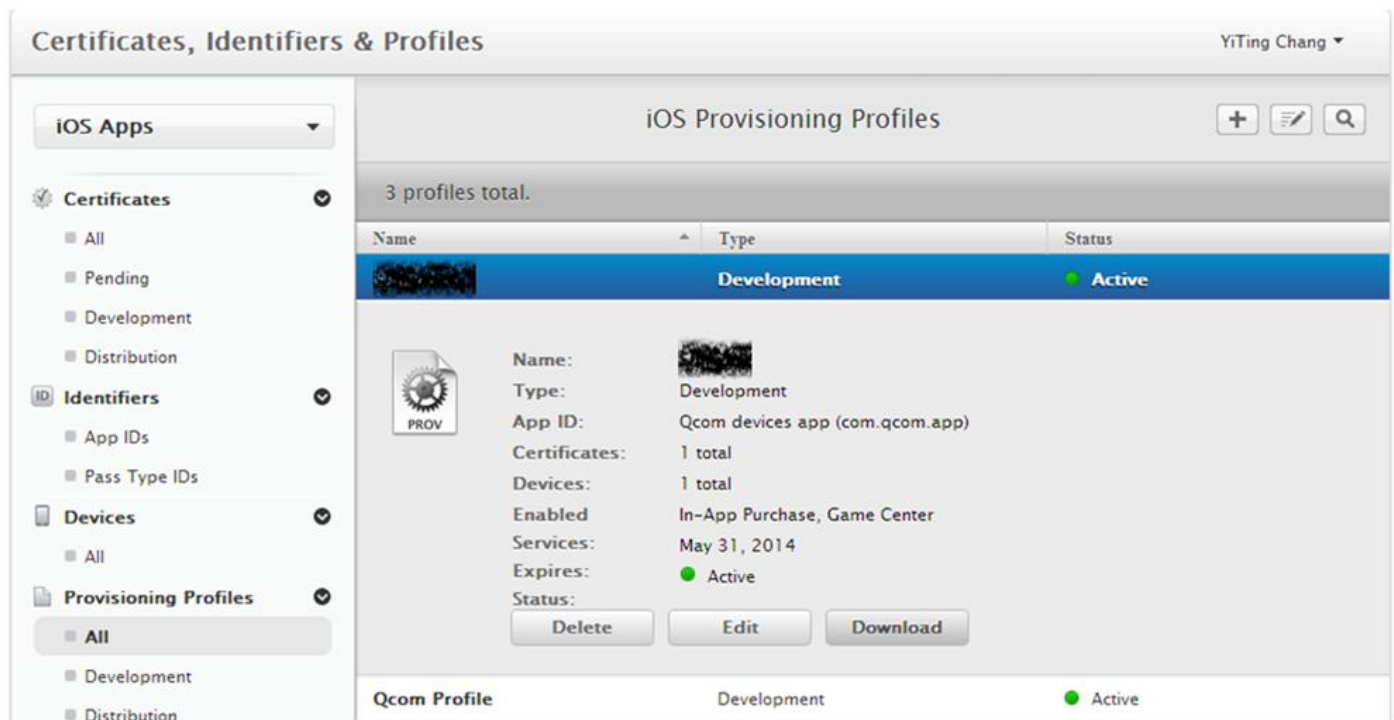 Certificates, Identifiers & Profiles
YiTing Chang
iOS Apps
iOS Provisioning Profiles
Certificates
All
Pending
Development
Distribution
Identifiers
App IDs
Pass Type IDs
Devices
All
Provisioning Profiles
All
Development
Distribution
3 profiles total.
Name Type Status
Development Active
PROV
Name:
Type: Development
App ID: Qcom devices app (com.qcom.app)
Certificates: 1 total
Devices: 1 total
Enabled In-App Purchase, Game Center
Services: May 31, 2014
Expires: Active
Status:
Delete Edit Download
Qcom Profile Development Active